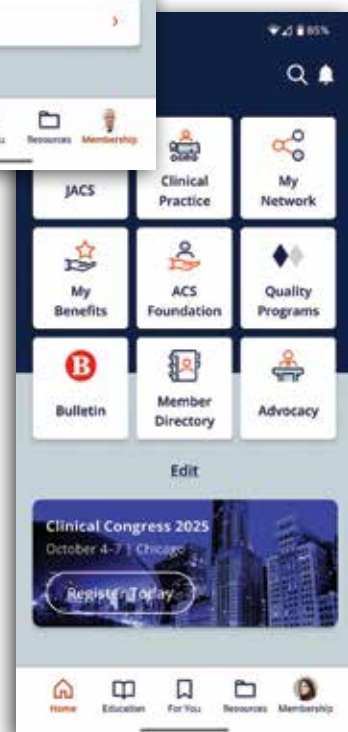 Resources Membership
85%
JACS
Clinical
Practice
My
Network
My
Benefits
ACS
Foundation
Quality
Programs
B
Bulletin
Member
Directory
Advocacy
Edit
Clinical Congress 2025
October 4-7 | Chicago
Register Today
Home Education For You Resources Membership